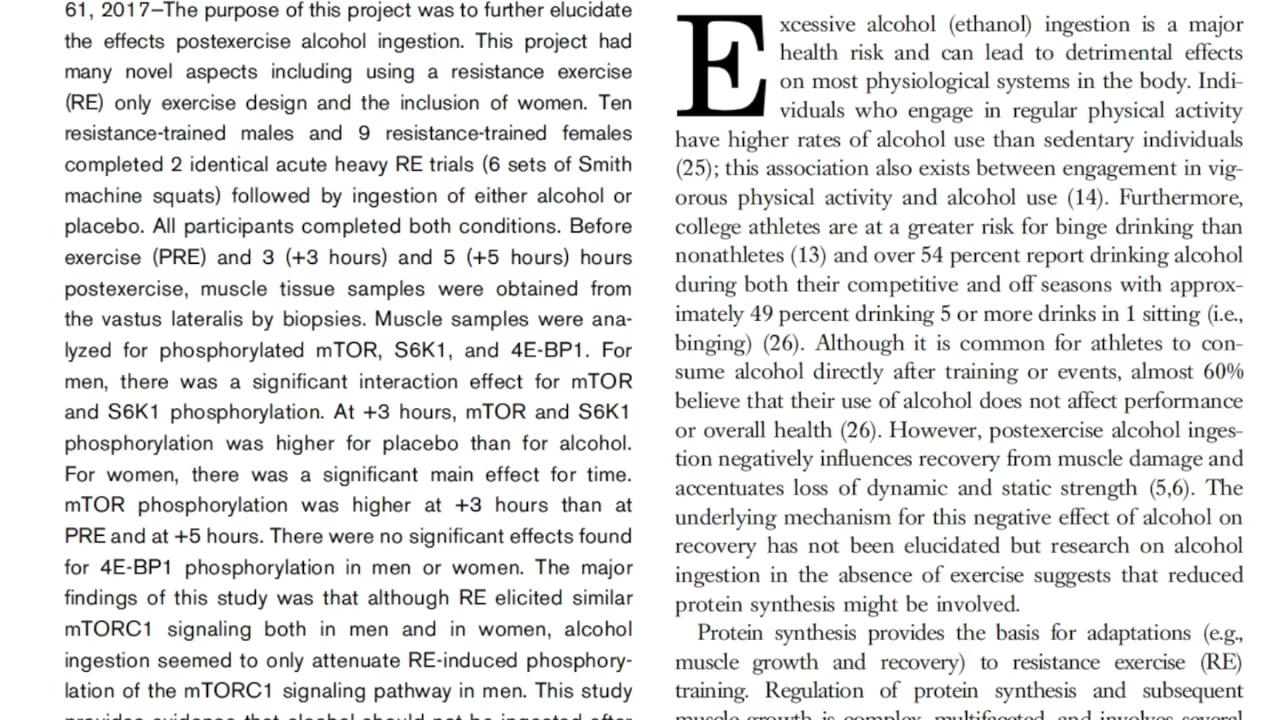 61, 2017—The purpose of this project was to further elucidate
the effects postexercise alcohol ingestion. This project had
many novel aspects including using a resistance exercise
(RE) only exercise design and the inclusion of women. Ten
resistance-trained males and 9 resistance-trained females
completed 2 identical acute heavy RE trials (6 sets of Smith
machine squats) followed by ingestion of either alcohol or
placebo. All participants completed both conditions. Before
exercise (PRE) and 3 (+3 hours) and 5 (+5 hours) hours
postexercise, muscle tissue samples were obtained from
the vastus lateralis by biopsies. Muscle samples were ana-
lyzed for phosphorylated mTOR, S6K1, and 4E-BP1. For
men, there was a significant interaction effect for mTOR
and S6K1 phosphorylation. At +3 hours, mTOR and S6K1
phosphorylation was higher for placebo than for alcohol.
For women, there was a significant main effect for time.
mTOR phosphorylation was higher at +3 hours than at
PRE and at +5 hours. There were no significant effects found
for 4E-BP1 phosphorylation in men or women. The major
findings of this study was that although RE elicited similar
mTORC1 signaling both in men and in women, alcohol
ingestion seemed to only attenuate RE-induced phosphory-
lation of the mTORC1 signaling pathway in men. This study
provides evidence that alcohol should not be ingested after
Excessive alcohol (ethanol) ingestion is a major
health risk and can lead to detrimental effects
on most physiological systems in the body. Indi-
viduals who engage in regular physical activity
have higher rates of alcohol use than sedentary individuals
(25); this association also exists between engagement in vig-
orous physical activity and alcohol use (14). Furthermore,
college athletes are at a greater risk for binge drinking than
nonathletes (13) and over 54 percent report drinking alcohol
during both their competitive and off seasons with approx-
imately 49 percent drinking 5 or more drinks in 1 sitting (i.e.,
binging) (26). Although it is common for athletes to con-
sume alcohol directly after training or events, almost 60%
believe that their use of alcohol does not affect performance
or overall health (26). However, postexercise alcohol inges-
tion negatively influences recovery from muscle damage and
accentuates loss of dynamic and static strength (5,6). The
underlying mechanism for this negative effect of alcohol on
recovery has not been elucidated but research on alcohol
ingestion in the absence of exercise suggests that reduced
protein synthesis might be involved.
Protein synthesis provides the basis for adaptations (e.g.,
muscle growth and recovery) to resistance exercise (RE)
training. Regulation of protein synthesis and subsequent
muscle growth is complex, multifaceted, and involves several